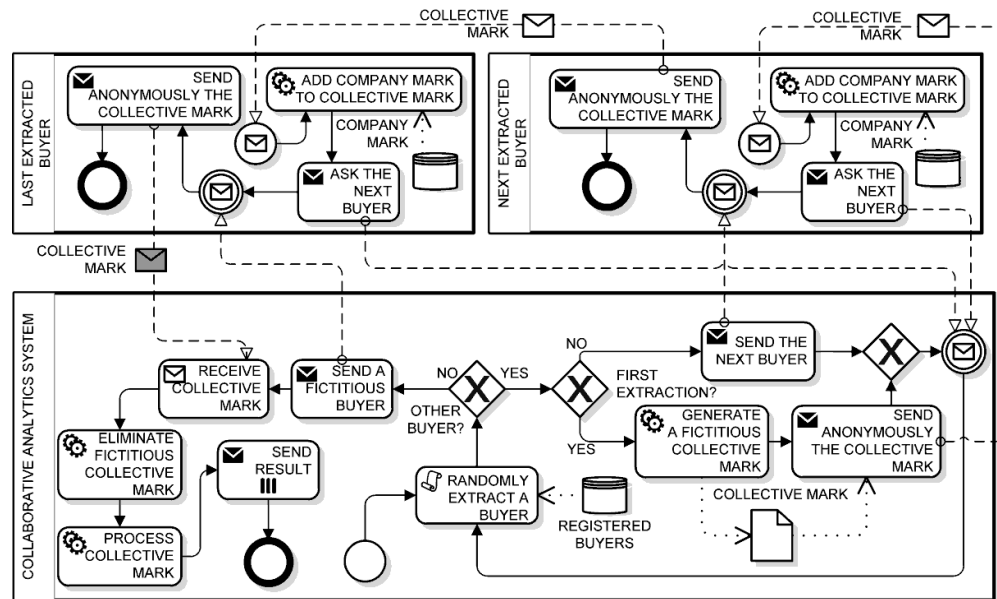 COLLECTIVE
MARK
COLLECTIVE
MARK
LAST EXTRACTED
BUYER
SEND
ANONYMOUSLY THE
COLLECTIVE MARK
ADD COMPANY MARK
TO COLLECTIVE MARK
COMPANY
MARK
ASK THE
NEXT
BUYER
NEXT EXTRACTED
BUYER
SEND
ANONYMOUSLY THE
COLLECTIVE MARK
ADD COMPANY MARK
TO COLLECTIVE MARK
COMPANY
MARK
ASK THE
NEXT
BUYER
COLLECTIVE
MARK
COLLABORATIVE ANALYTICS SYSTEM
RECEIVE
COLLECTIVE
MARK
SEND A
FICTITIOUS
BUYER
NO
YES
OTHER
BUYER?
NO
FIRST
EXTRACTION?
YES
SEND THE
NEXT BUYER
ELIMINATE
FICTITIOUS
COLLECTIVE
MARK
SEND
RESULT
GENERATE
A FICTITIOUS
COLLECTIVE
MARK
SEND
ANONYMOUSLY
THE COLLECTIVE
MARK
RANDOMLY
EXTRACT A
BUYER
REGISTERED
BUYERS
COLLECTIVE MARK
PROCESS
COLLECTIVE
MARK